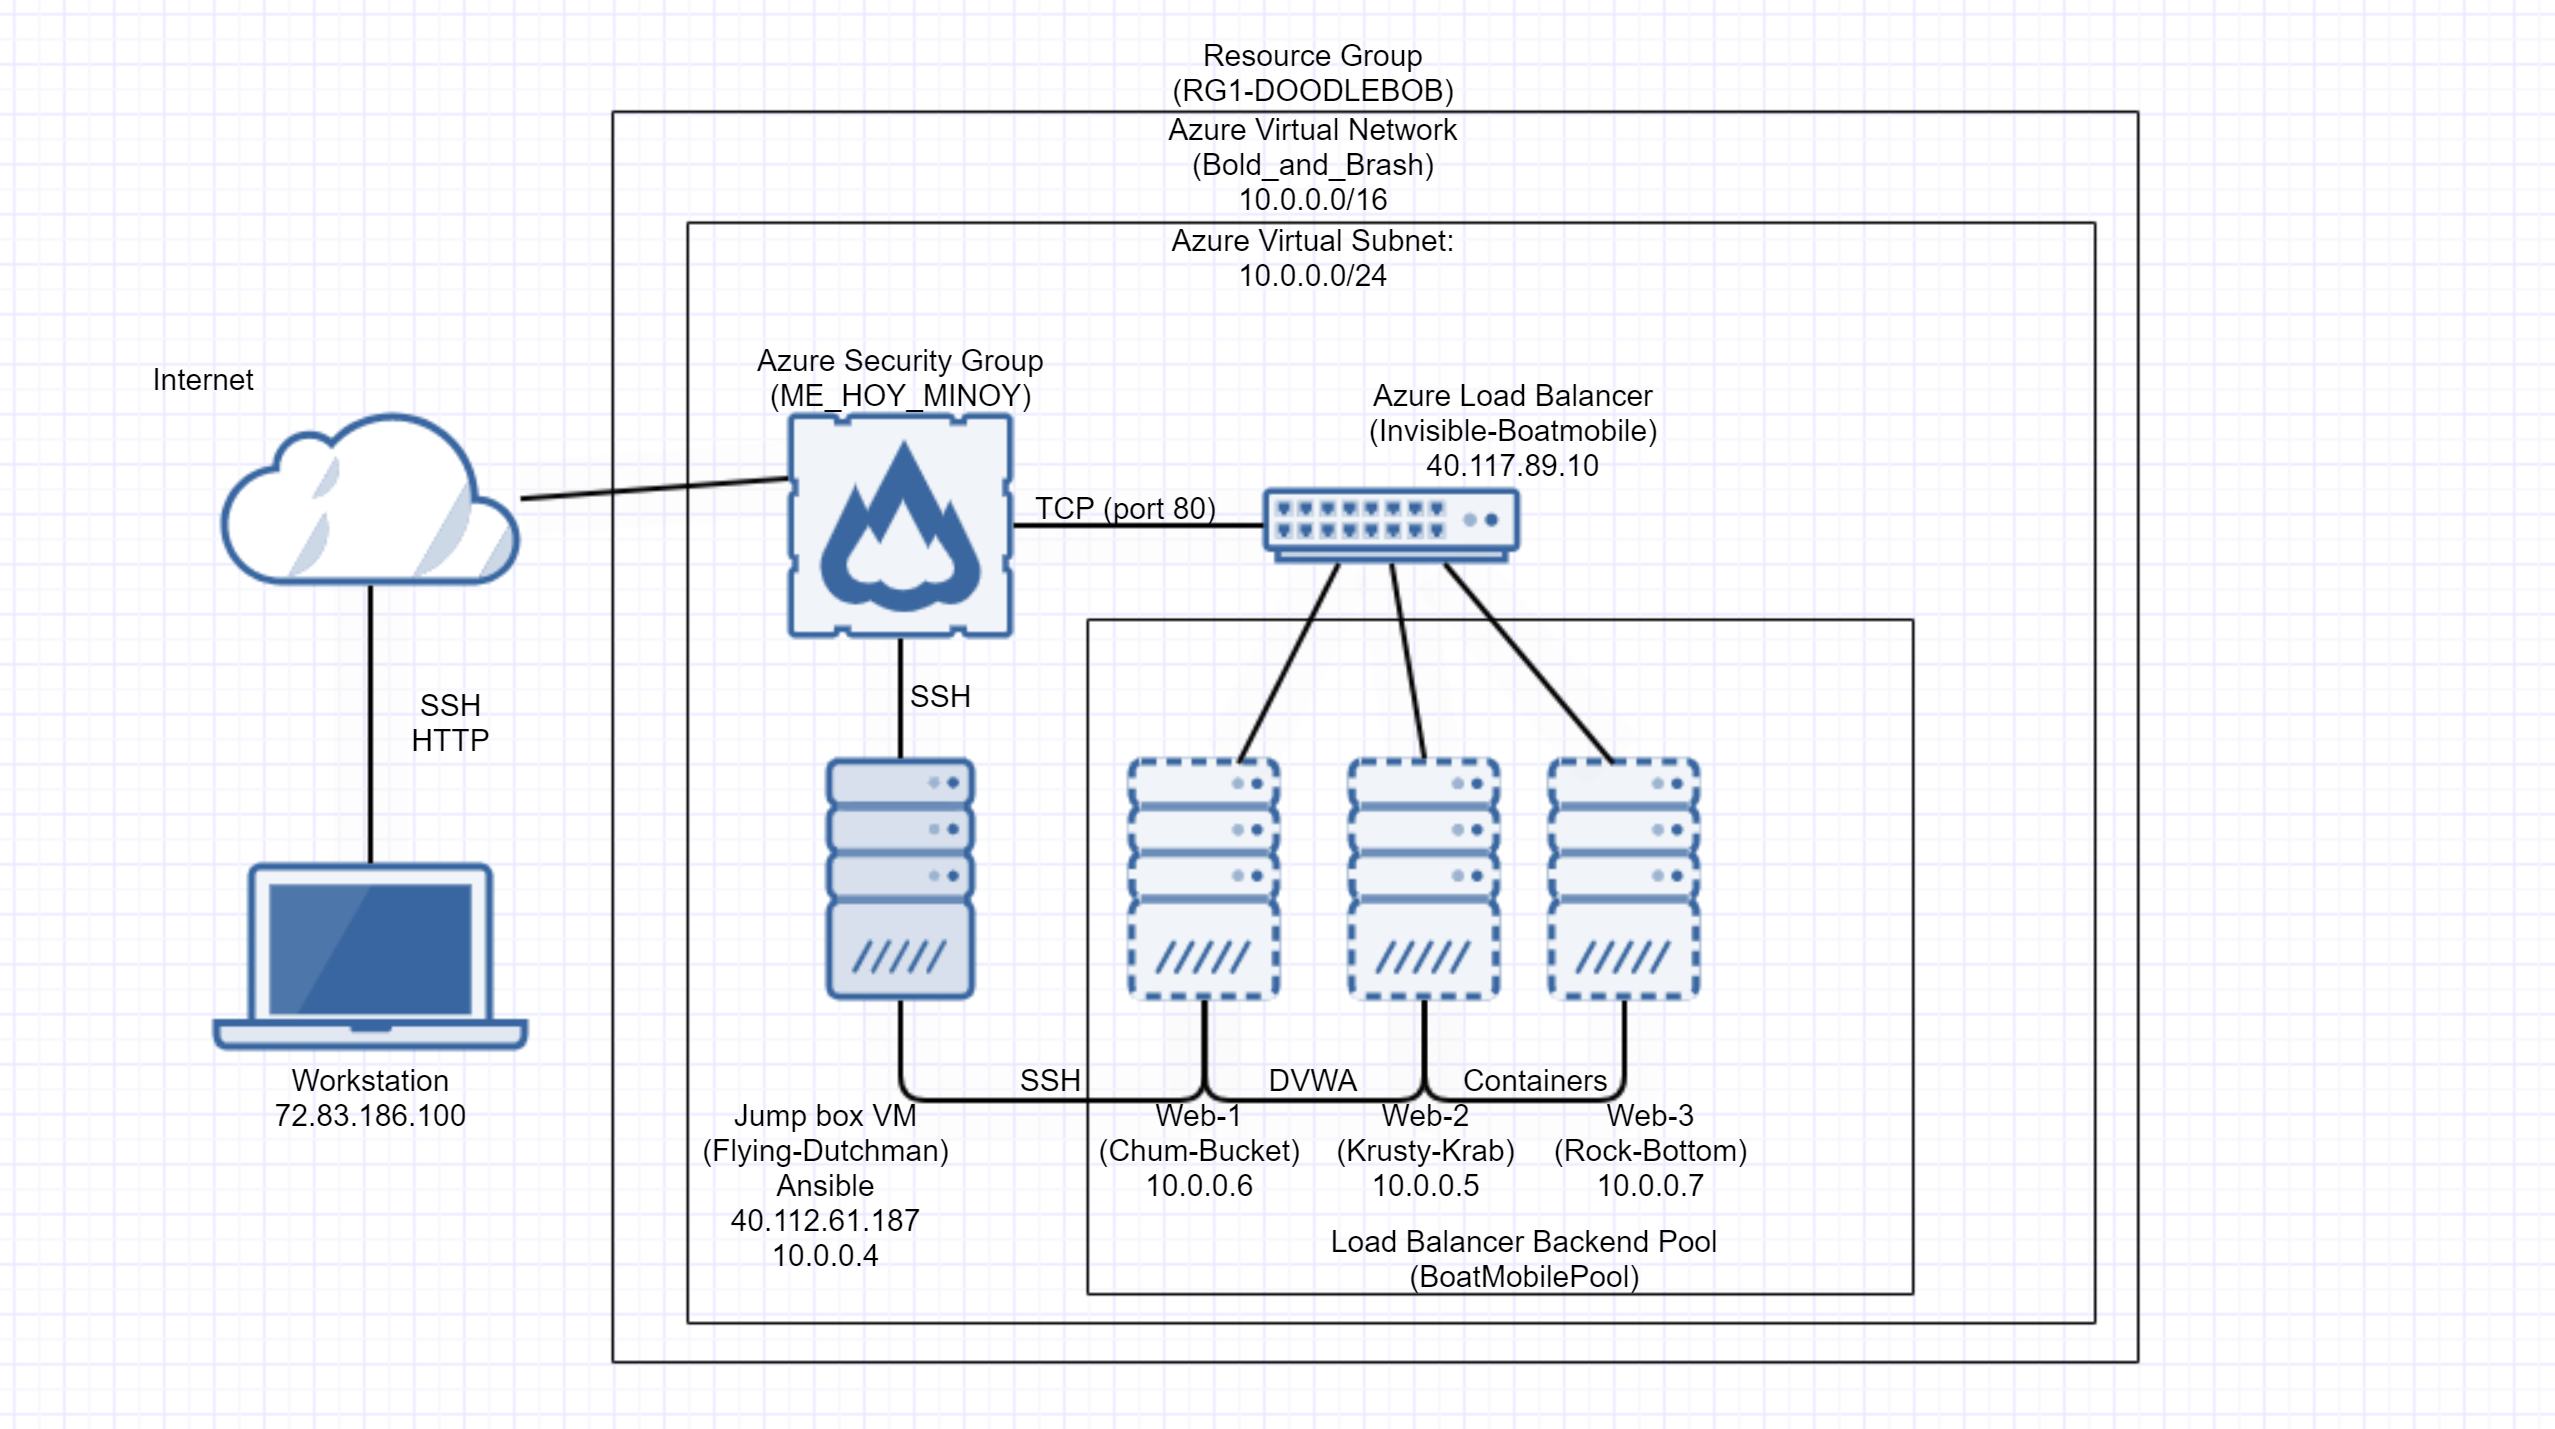 Resource Group
(RG1-DOODLEBOB)
Azure Virtual Network
(Bold_and_Brash)
10.0.0.0/16
Azure Virtual Subnet:
10.0.0.0/24
Internet
Azure Security Group
(ME_HOY_MINOY)
Azure Load Balancer
(Invisible-Boatmobile)
40.117.89.10
TCP (port 80)
SSH
HTTP
SSH
Workstation
72.83.186.100
SSH
DVWA
Containers
Jump box VM
(Flying-Dutchman)
Ansible
40.112.61.187
10.0.0.4
Web-1
(Chum-Bucket)
10.0.0.6
Web-2
(Krusty-Krab)
10.0.0.5
Web-3
(Rock-Bottom)
10.0.0.7
Load Balancer Backend Pool
(BoatMobilePool)